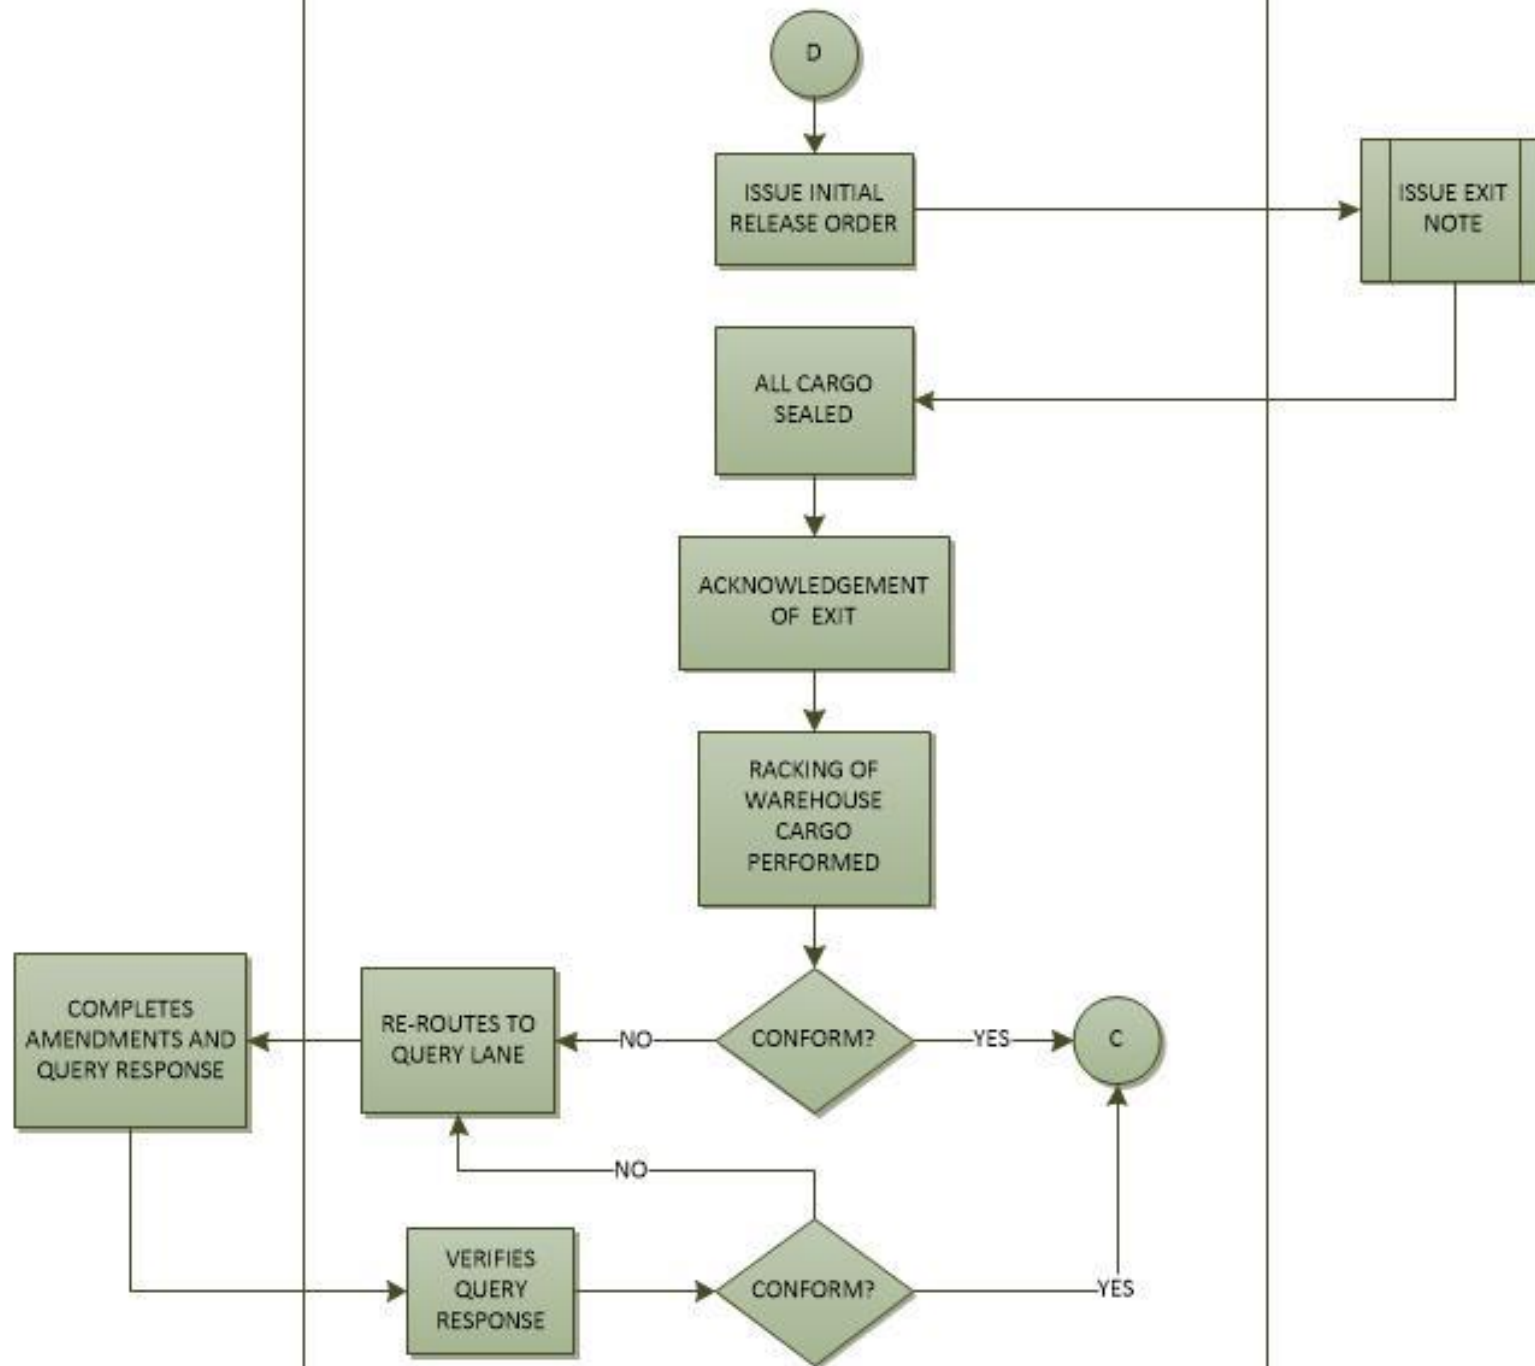 D
ISSUE INITIAL
RELEASE ORDER
ISSUE EXIT
NOTE
ALL CARGO
SEALED
ACKNOWLEDGEMENT
OF EXIT
RACKING OF
WAREHOUSE
CARGO
PERFORMED
COMPLETES
AMENDMENTS AND
QUERY RESPONSE
RE-ROUTES TO
QUERY LANE
NO
CONFORM?
YES
C
NO
VERIFIES
QUERY
RESPONSE
CONFORM?
YES